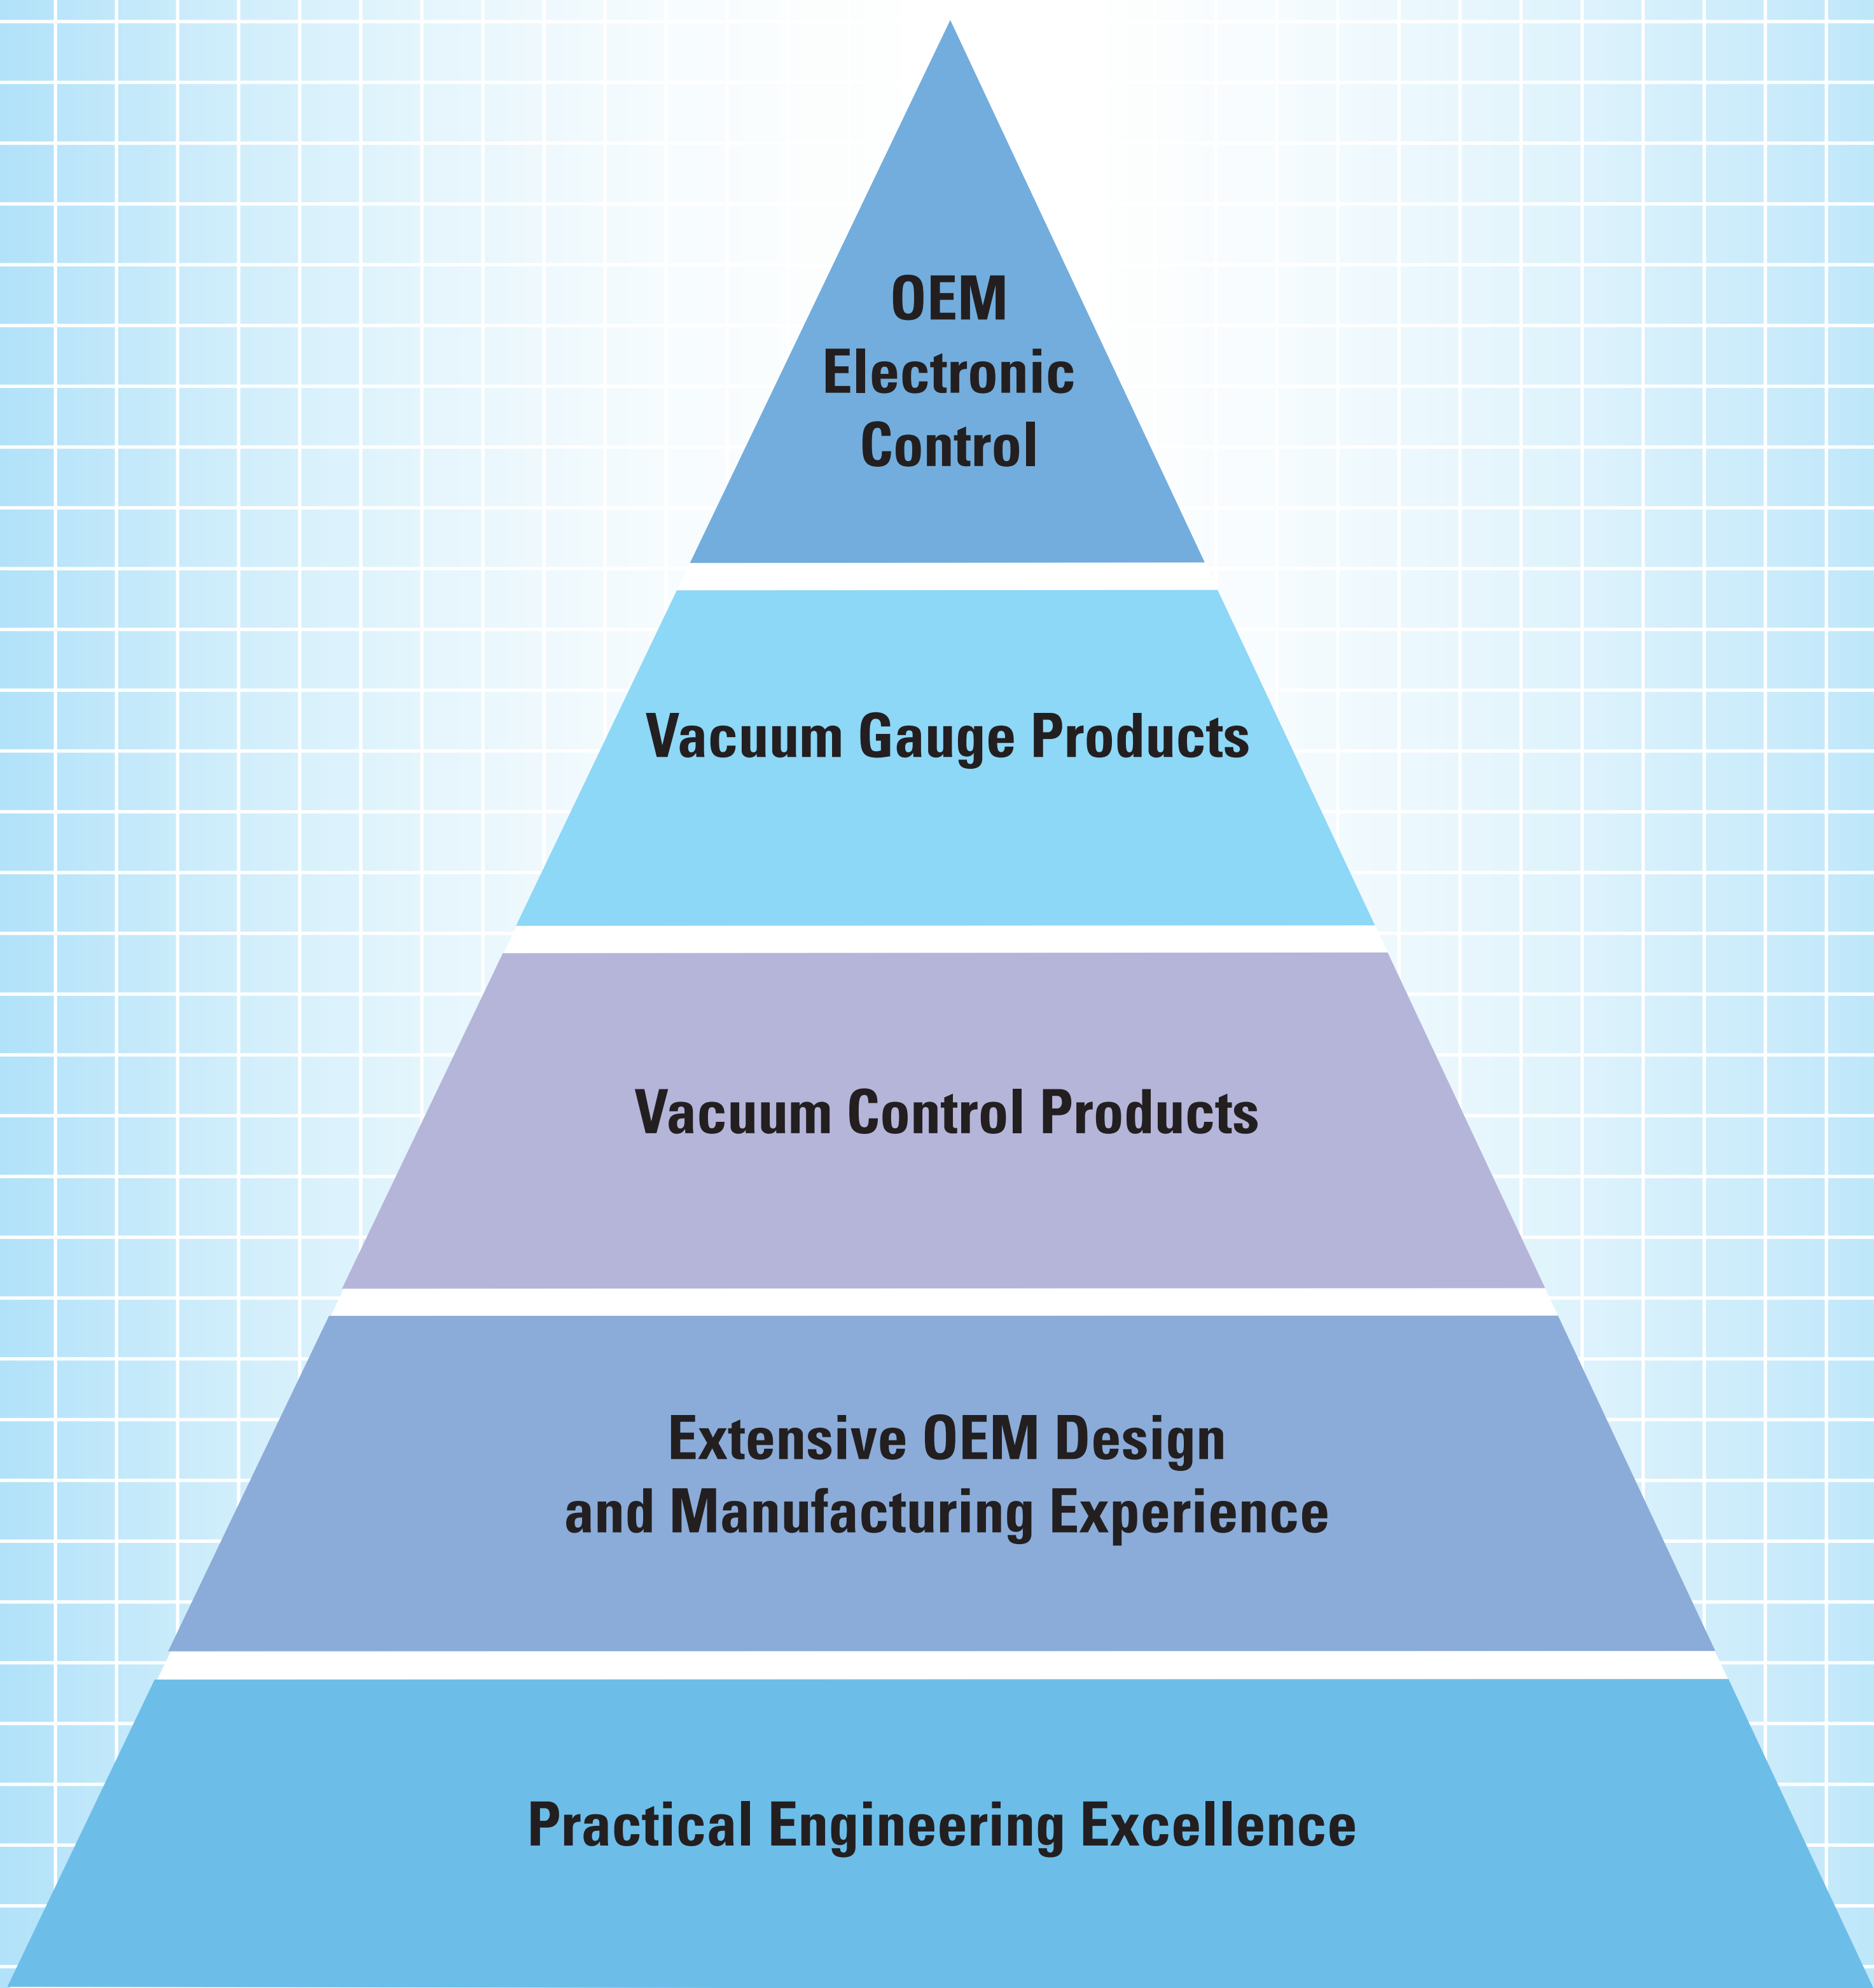 OEM
Electronic
Control
Vacuum Gauge Products
Vacuum Control Products
Extensive OEM Design
and Manufacturing Experience
Practical Engineering Excellence